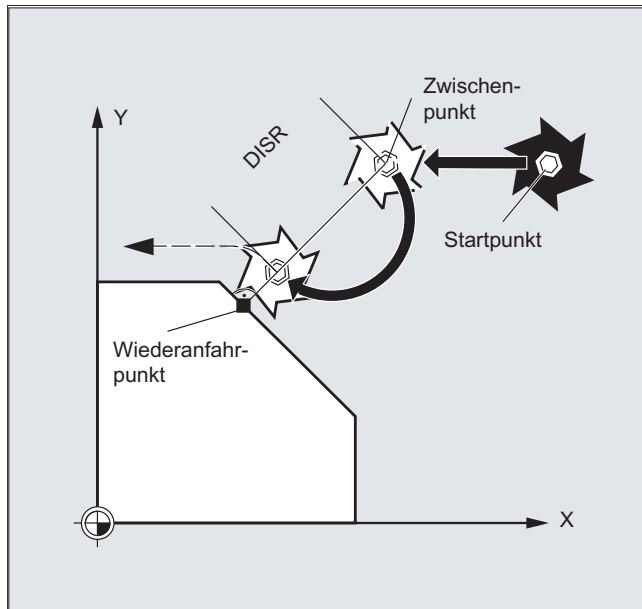 Zwischen-
punkt
Y
DISR
Startpunkt
Wiederanfahr-
punkt
X